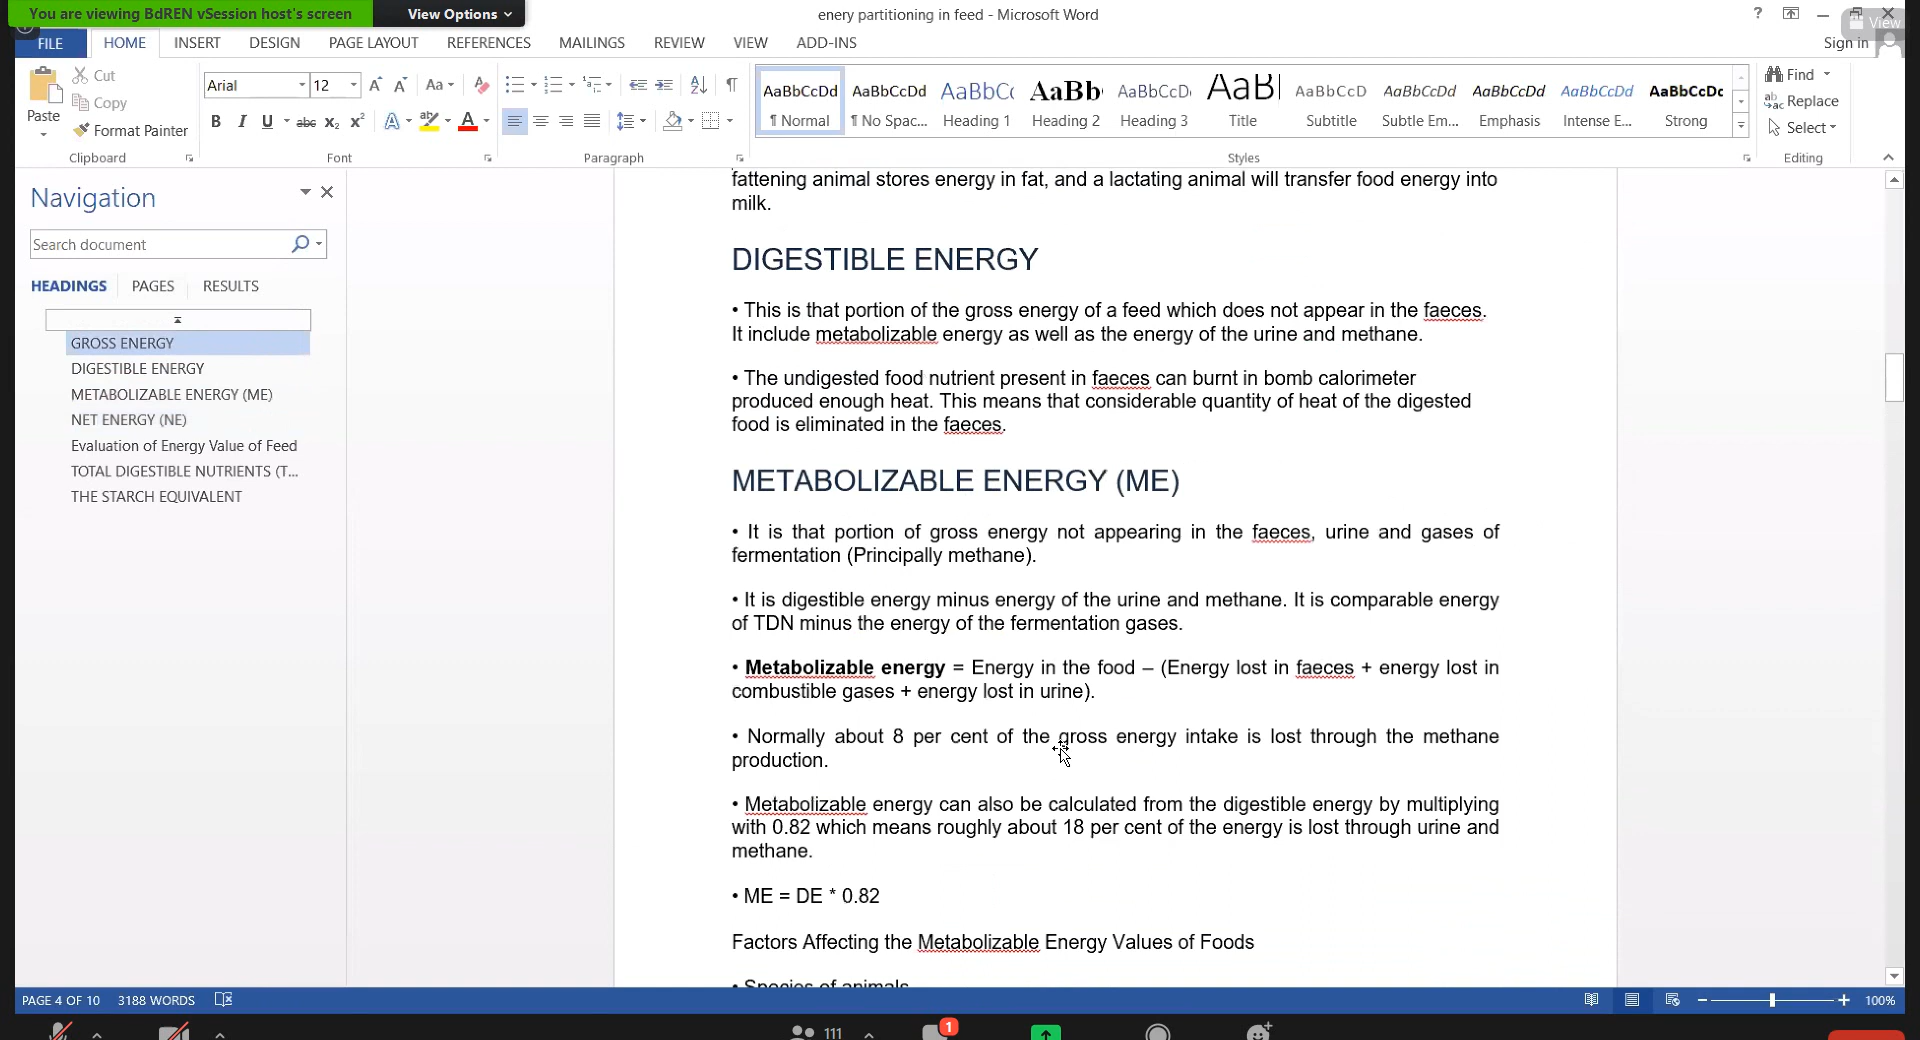 You are viewing BdREN vSession host's screen
View Options
enery partitioning in feed - Microsoft Word
?
View
FILE
HOME
INSERT
DESIGN
PAGE LAYOUT
REFERENCES
MAILINGS
REVIEW
VIEW
ADD-INS
Sign in
Paste
Cut
Copy
Format Painter
Clipboard
Arial
12
Aa
B I U abc x₂ x²
A
A
Font
Paragraph
AaBbCcDd
¶ Normal
AaBbCcDd
¶ No Spac...
AaBbCc
Heading 1
AaBb
Heading 2
AaBbCcDc
Heading 3
AaBl
Title
AaBbCcD
Subtitle
AaBbCcDd
Subtle Em...
AaBbCcDd
Emphasis
AaBbCcDd
Intense E...
AaBbCcDc
Strong
Styles
Find
Replace
Select
Editing
Navigation
Search document
HEADINGS
PAGES
RESULTS
GROSS ENERGY
DIGESTIBLE ENERGY
METABOLIZABLE ENERGY (ME)
NET ENERGY (NE)
Evaluation of Energy Value of Feed
TOTAL DIGESTIBLE NUTRIENTS (T...
THE STARCH EQUIVALENT
fattening animal stores energy in fat, and a lactating animal will transfer food energy into
milk.
DIGESTIBLE ENERGY
• This is that portion of the gross energy of a feed which does not appear in the faeces.
It include metabolizable energy as well as the energy of the urine and methane.
• The undigested food nutrient present in faeces can burnt in bomb calorimeter
produced enough heat. This means that considerable quantity of heat of the digested
food is eliminated in the faeces.
METABOLIZABLE ENERGY (ME)
• It is that portion of gross energy not appearing in the faeces, urine and gases of
fermentation (Principally methane).
• It is digestible energy minus energy of the urine and methane. It is comparable energy
of TDN minus the energy of the fermentation gases.
• Metabolizable energy = Energy in the food – (Energy lost in faeces + energy lost in
combustible gases + energy lost in urine).
• Normally about 8 per cent of the gross energy intake is lost through the methane
production.
• Metabolizable energy can also be calculated from the digestible energy by multiplying
with 0.82 which means roughly about 18 per cent of the energy is lost through urine and
methane.
• ME = DE * 0.82
Factors Affecting the Metabolizable Energy Values of Foods
• Species of animals
PAGE 4 OF 10
3188 WORDS
100%
111
1